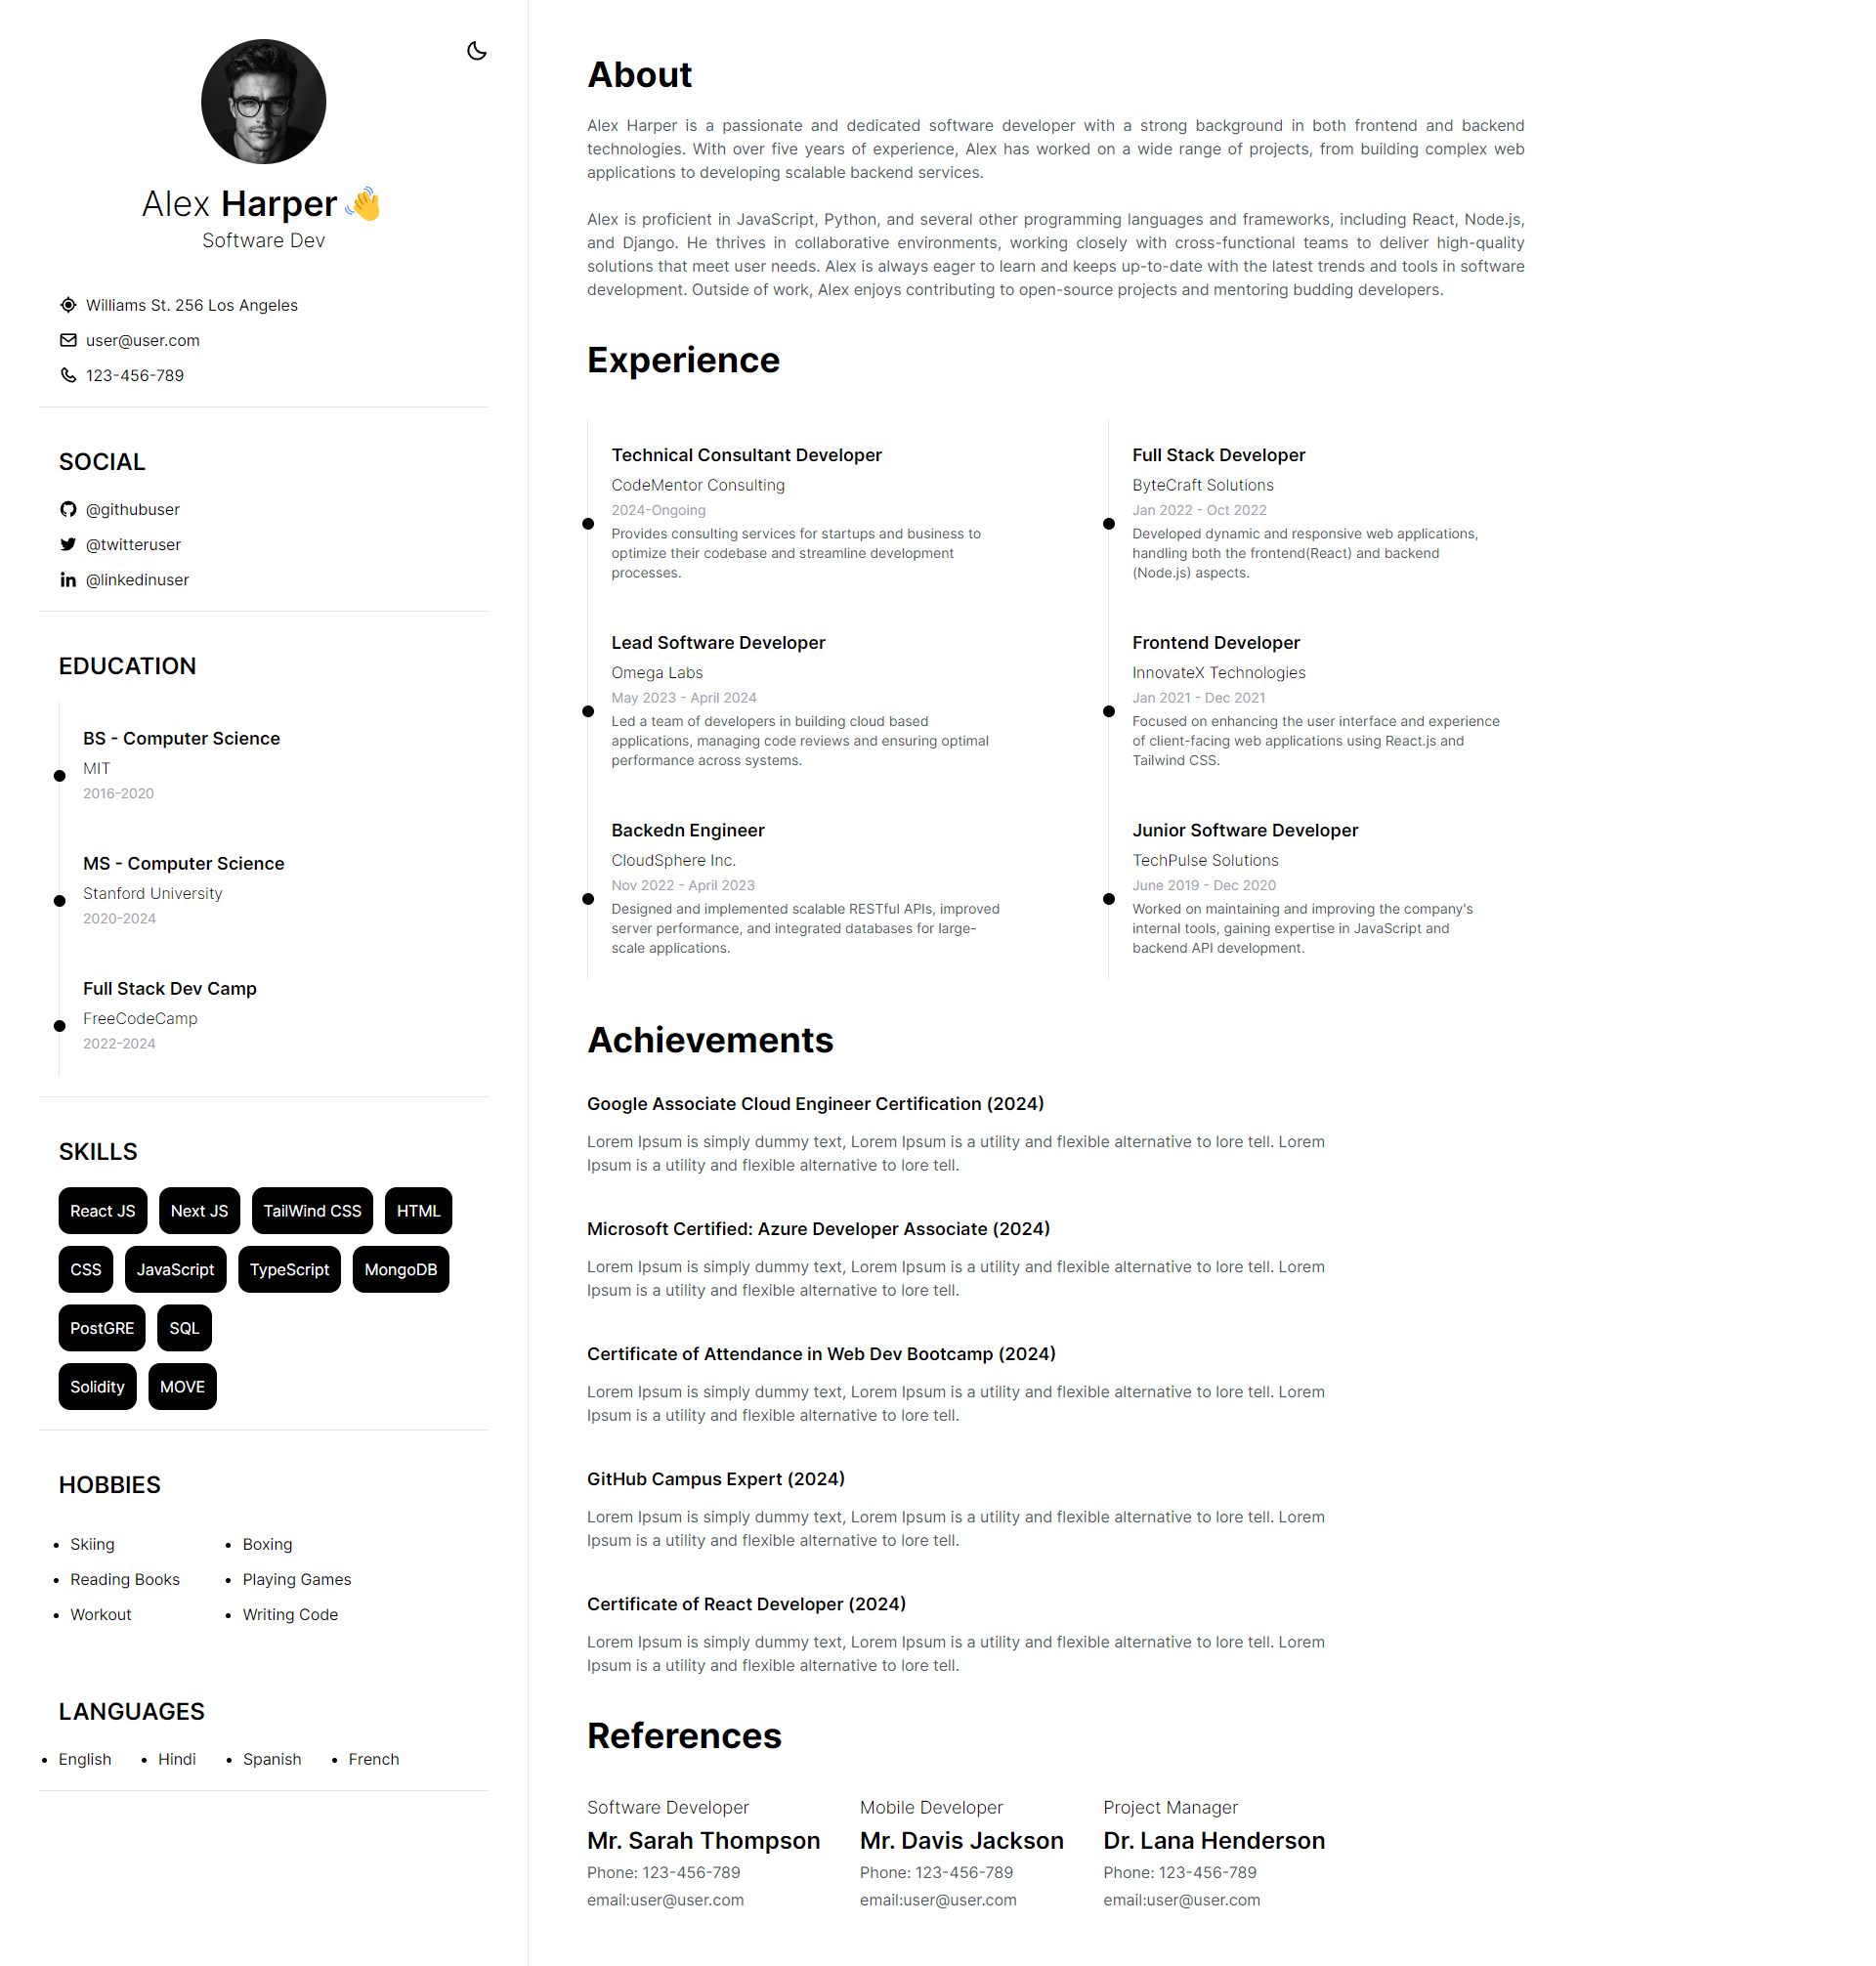 Alex Harper 👋
Software Dev
Williams St. 256 Los Angeles
user@user.com
123-456-789
SOCIAL
@githubuser
@twitteruser
@linkedinuser
EDUCATION
BS - Computer Science
MIT
2016-2020
MS - Computer Science
Stanford University
2020-2024
Full Stack Dev Camp
FreeCodeCamp
2022-2024
SKILLS
React JS Next JS TailWind CSS HTML
CSS JavaScript TypeScript MongoDB
PostGRE SQL
Solidity MOVE
HOBBIES
• Skiing • Boxing
• Reading Books • Playing Games
• Workout • Writing Code
LANGUAGES
• English • Hindi • Spanish • French
About
Alex Harper is a passionate and dedicated software developer with a strong background in both frontend and backend
technologies. With over five years of experience, Alex has worked on a wide range of projects, from building complex web
applications to developing scalable backend services.
Alex is proficient in JavaScript, Python, and several other programming languages and frameworks, including React, Node.js,
and Django. He thrives in collaborative environments, working closely with cross-functional teams to deliver high-quality
solutions that meet user needs. Alex is always eager to learn and keeps up-to-date with the latest trends and tools in software
development. Outside of work, Alex enjoys contributing to open-source projects and mentoring budding developers.
Experience
Technical Consultant Developer
CodeMentor Consulting
2024-Ongoing
Provides consulting services for startups and business to
optimize their codebase and streamline development
processes.
Lead Software Developer
Omega Labs
May 2023 - April 2024
Led a team of developers in building cloud based
applications, managing code reviews and ensuring optimal
performance across systems.
Backedn Engineer
CloudSphere Inc.
Nov 2022 - April 2023
Designed and implemented scalable RESTful APIs, improved
server performance, and integrated databases for large-
scale applications.
Full Stack Developer
ByteCraft Solutions
Jan 2022 - Oct 2022
Developed dynamic and responsive web applications,
handling both the frontend(React) and backend
(Node.js) aspects.
Frontend Developer
InnovateX Technologies
Jan 2021 - Dec 2021
Focused on enhancing the user interface and experience
of client-facing web applications using React.js and
Tailwind CSS.
Junior Software Developer
TechPulse Solutions
June 2019 - Dec 2020
Worked on maintaining and improving the company's
internal tools, gaining expertise in JavaScript and
backend API development.
Achievements
Google Associate Cloud Engineer Certification (2024)
Lorem Ipsum is simply dummy text, Lorem Ipsum is a utility and flexible alternative to lore tell. Lorem
Ipsum is a utility and flexible alternative to lore tell.
Microsoft Certified: Azure Developer Associate (2024)
Lorem Ipsum is simply dummy text, Lorem Ipsum is a utility and flexible alternative to lore tell. Lorem
Ipsum is a utility and flexible alternative to lore tell.
Certificate of Attendance in Web Dev Bootcamp (2024)
Lorem Ipsum is simply dummy text, Lorem Ipsum is a utility and flexible alternative to lore tell. Lorem
Ipsum is a utility and flexible alternative to lore tell.
GitHub Campus Expert (2024)
Lorem Ipsum is simply dummy text, Lorem Ipsum is a utility and flexible alternative to lore tell. Lorem
Ipsum is a utility and flexible alternative to lore tell.
Certificate of React Developer (2024)
Lorem Ipsum is simply dummy text, Lorem Ipsum is a utility and flexible alternative to lore tell. Lorem
Ipsum is a utility and flexible alternative to lore tell.
References
Software Developer
Mr. Sarah Thompson
Phone: 123-456-789
email:user@user.com
Mobile Developer
Mr. Davis Jackson
Phone: 123-456-789
email:user@user.com
Project Manager
Dr. Lana Henderson
Phone: 123-456-789
email:user@user.com